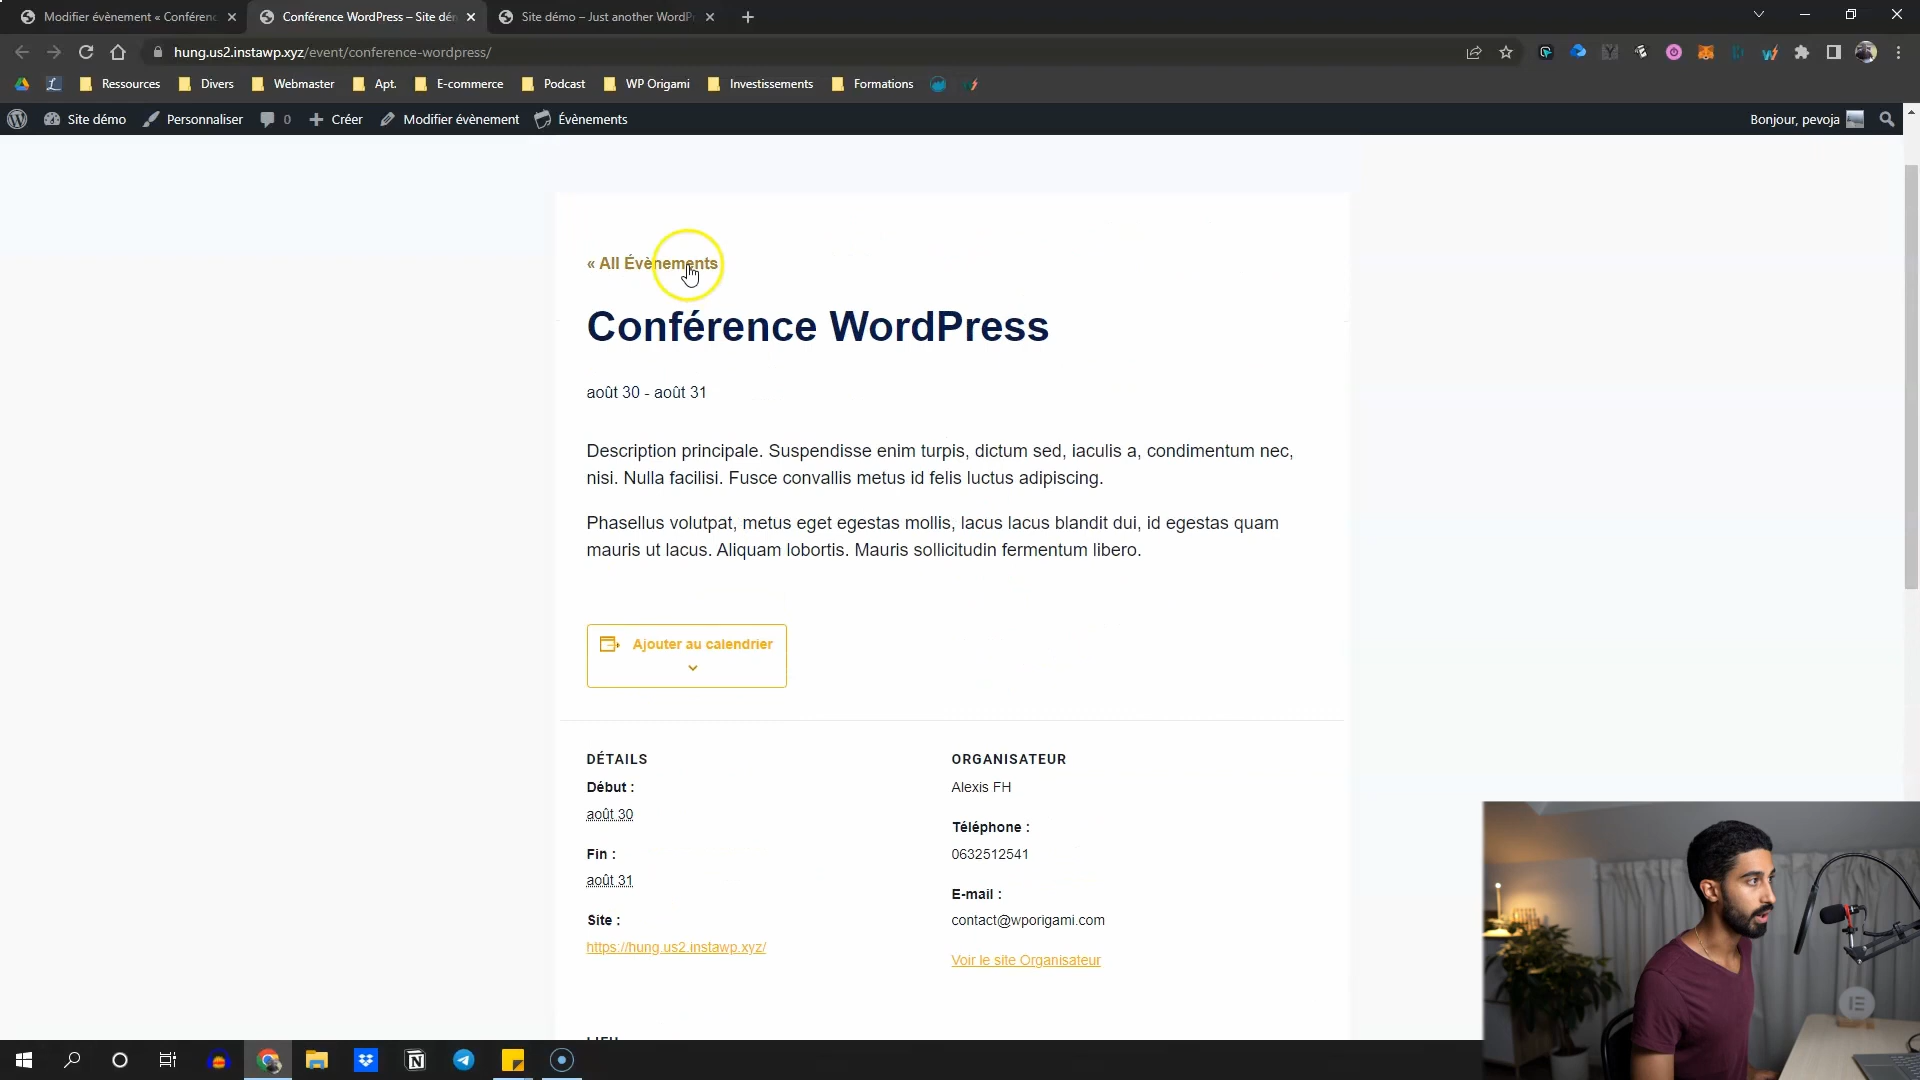 Modifier évènement « Conférenc
Conférence WordPress – Site dém
Site démo – Just another WordPr
hung.us2.instawp.xyz/event/conference-wordpress/
Ressources
Divers
Webmaster
Apt.
E-commerce
Podcast
WP Origami
Investissements
Formations
Site démo
Personnaliser
0
Créer
Modifier évènement
Évènements
Bonjour, pevoja
« All Évènements
Conférence WordPress
août 30 - août 31
Description principale. Suspendisse enim turpis, dictum sed, iaculis a, condimentum nec,
nisi. Nulla facilisi. Fusce convallis metus id felis luctus adipiscing.
Phasellus volutpat, metus eget egestas mollis, lacus lacus blandit dui, id egestas quam
mauris ut lacus. Aliquam lobortis. Mauris sollicitudin fermentum libero.
Ajouter au calendrier
DÉTAILS
Début :
août 30
Fin :
août 31
Site :
https://hung.us2.instawp.xyz/
ORGANISATEUR
Alexis FH
Téléphone :
0632512541
E-mail :
contact@wporigami.com
Voir le site Organisateur